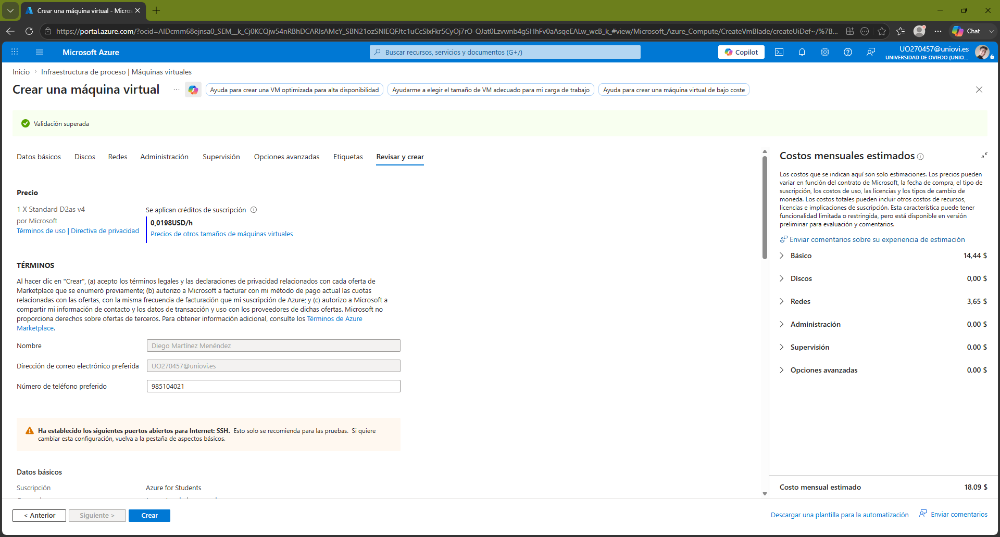 Crear una máquina virtual - Micros
https://portal.azure.com/?ocid=AIDcmm68ejnsa0_SEM__k_Cj0KCQjw54nRBhDCARIsAMcY_SBN21ozSNIEQFJtc1uCcSlxFkr5CyOj7rO-QJat0Lzvwnb4gSHhFv0aAsqeEALw_wcB_k_#view/Microsoft_Azure_Compute/CreateVmBlade/createUiDef~/%7B...
Chat
Microsoft Azure
Buscar recursos, servicios y documentos (G+/)
Copilot
UO270457@uniovi.es
UNIVERSIDAD DE OVIEDO (UNIO...
Inicio > Infraestructura de proceso | Máquinas virtuales
Crear una máquina virtual ...
Ayuda para crear una VM optimizada para alta disponibilidad
Ayudarme a elegir el tamaño de VM adecuado para mi carga de trabajo
Ayuda para crear una máquina virtual de bajo coste
Validación superada
Datos básicos Discos Redes Administración Supervisión Opciones avanzadas Etiquetas Revisar y crear
Precio
1 X Standard D2as v4
por Microsoft
Términos de uso | Directiva de privacidad
Se aplican créditos de suscripción
0,0198USD/h
Precios de otros tamaños de máquinas virtuales
TÉRMINOS
Al hacer clic en "Crear", (a) acepto los términos legales y las declaraciones de privacidad relacionados con cada oferta de
Marketplace que se enumeró previamente; (b) autorizo a Microsoft a facturar con mi método de pago actual las cuotas
relacionadas con las ofertas, con la misma frecuencia de facturación que mi suscripción de Azure; y (c) autorizo a Microsoft a
compartir mi información de contacto y los datos de transacción y uso con los proveedores de dichas ofertas. Microsoft no
proporciona derechos sobre ofertas de terceros. Para obtener información adicional, consulte los Términos de Azure
Marketplace.
Nombre
Diego Martínez Menéndez
Dirección de correo electrónico preferida
UO270457@uniovi.es
Número de teléfono preferido
985104021
Ha establecido los siguientes puertos abiertos para Internet: SSH. Esto solo se recomienda para las pruebas. Si quiere
cambiar esta configuración, vuelva a la pestaña de aspectos básicos.
Datos básicos
Suscripción
Azure for Students
< Anterior
Siguiente >
Crear
Costos mensuales estimados
Los costos que se indican aquí son solo estimaciones. Los precios pueden
variar en función del contrato de Microsoft, la fecha de compra, el tipo de
suscripción, los costos de uso, las licencias y los tipos de cambio de
moneda. Los costos totales pueden incluir otros costos de recursos,
licencias e implicaciones de suscripción. Esta característica puede tener
funcionalidad limitada o restringida, pero está disponible en versión
preliminar para evaluación y comentarios.
Enviar comentarios sobre su experiencia de estimación
Básico 14,44 $
Discos 0,00 $
Redes 3,65 $
Administración 0,00 $
Supervisión 0,00 $
Opciones avanzadas 0,00 $
Costo mensual estimado 18,09 $
Descargar una plantilla para la automatización
Enviar comentarios